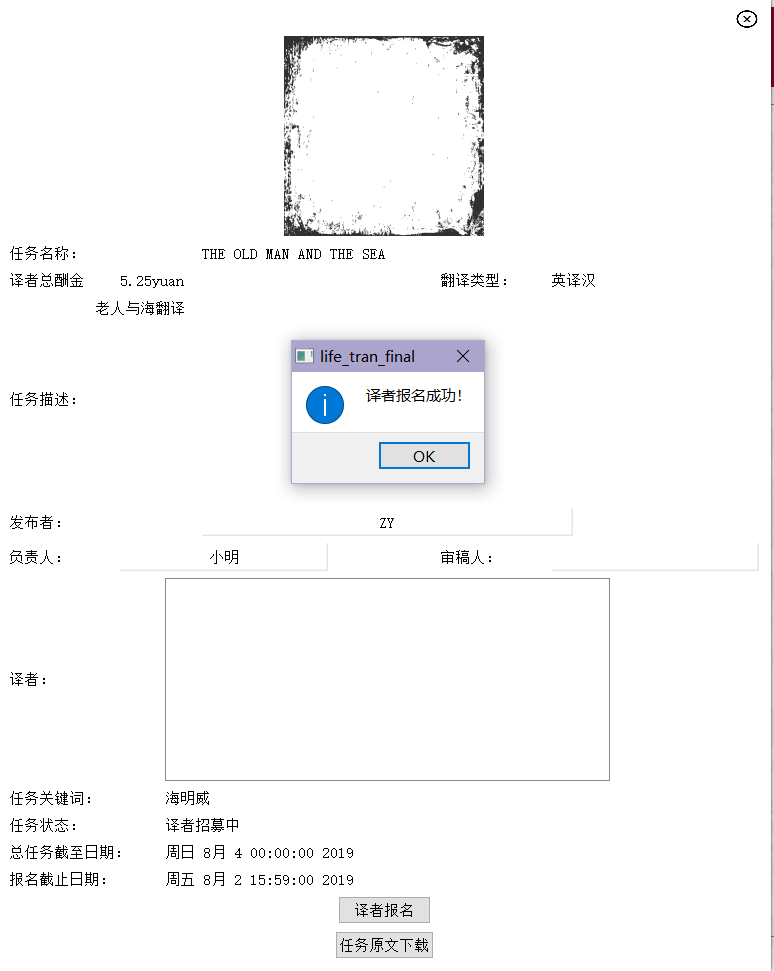 任务名称： THE OLD MAN AND THE SEA
译者总酬金 5.25yuan 翻译类型： 英译汉
老人与海翻译
life_tran_final
译者报名成功!
OK
任务描述：
发布者： ZY
负责人： 小明 审稿人：
译者：
任务关键词： 海明威
任务状态： 译者招募中
总任务截至日期： 周日 8月 4 00:00:00 2019
报名截止日期： 周五 8月 2 15:59:00 2019
译者报名
任务原文下载